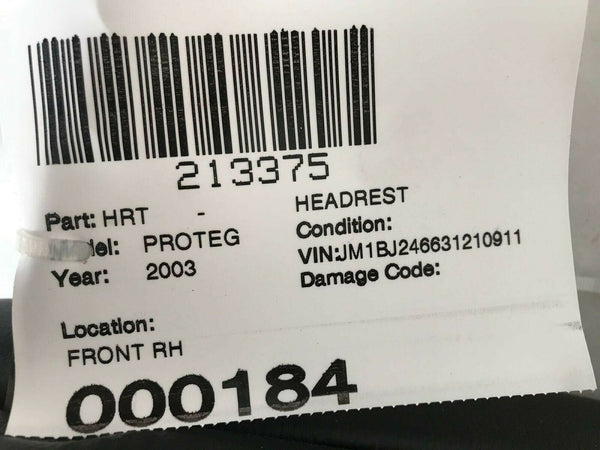 213375
Part: HRT - HEADREST
Condition:
del: PROTEG
VIN:JM1BJ246631210911
Year: 2003
Damage Code:
Location:
FRONT RH
000184